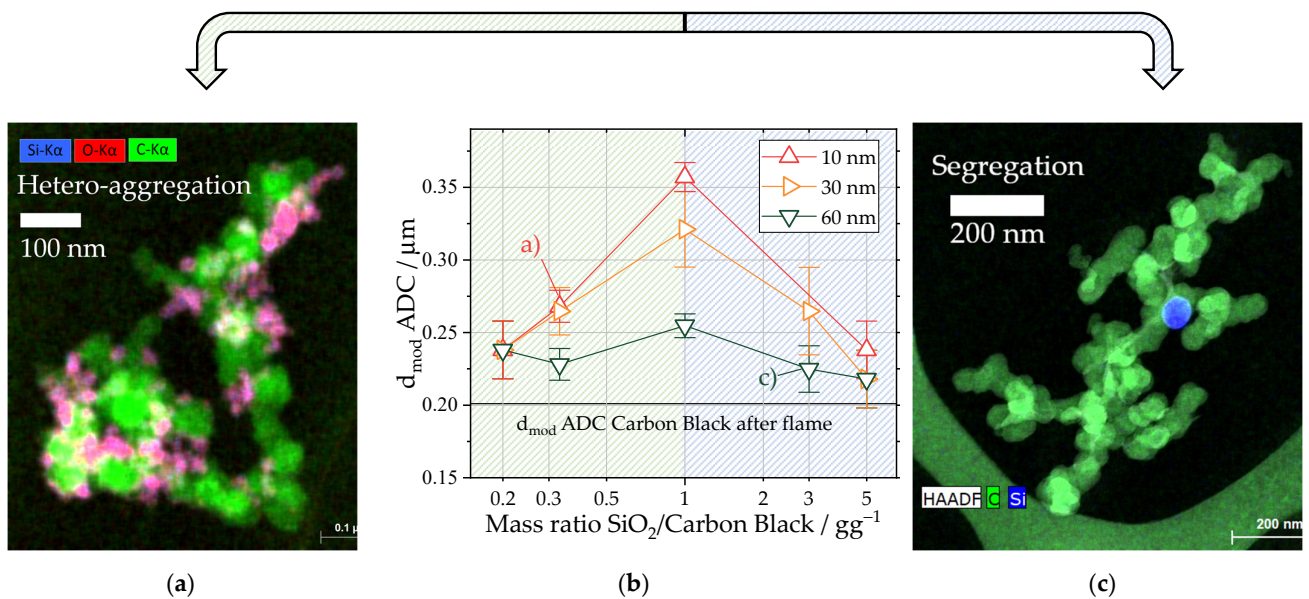 Si-Kα O-Kα C-Kα
Hetero-aggregation
100 nm
0.1 µ
(a)
d_mod ADC / µm
0.35
0.30
0.25
0.20
0.15
10 nm
30 nm
60 nm
a)
c)
d_mod ADC Carbon Black after flame
0.2 0.3 0.5 1 2 3 5
Mass ratio SiO₂/Carbon Black / gg⁻¹
(b)
Segregation
200 nm
HAADF C Si
200 nm
(c)